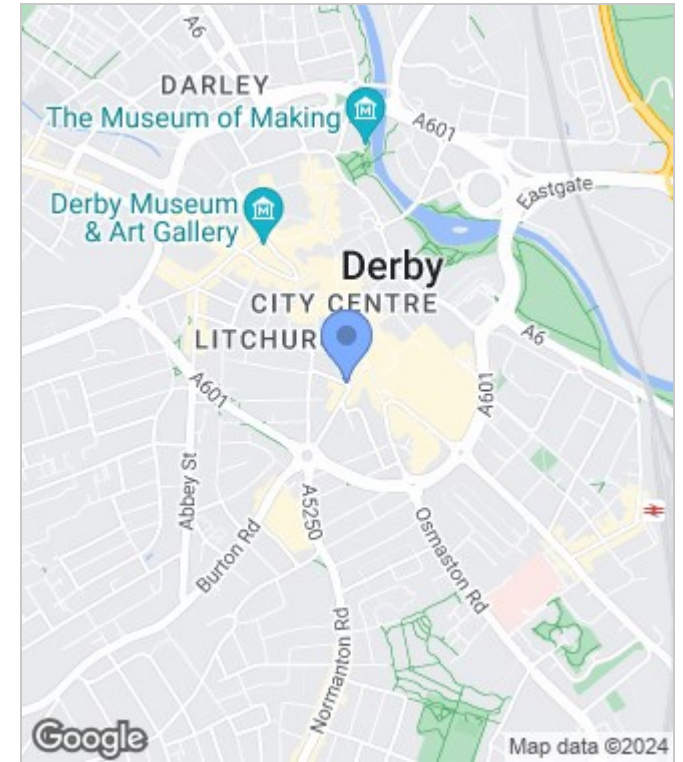 A6
DARLEY
The Museum of Making
A601
Eastgate
Derby Museum
& Art Gallery
Derby
CITY CENTRE
LITCHUR
A6
A601
A601
Abbey St
A5250
Burton Rd
Osmaston Rd
Normanton Rd
Google
Map data ©2024